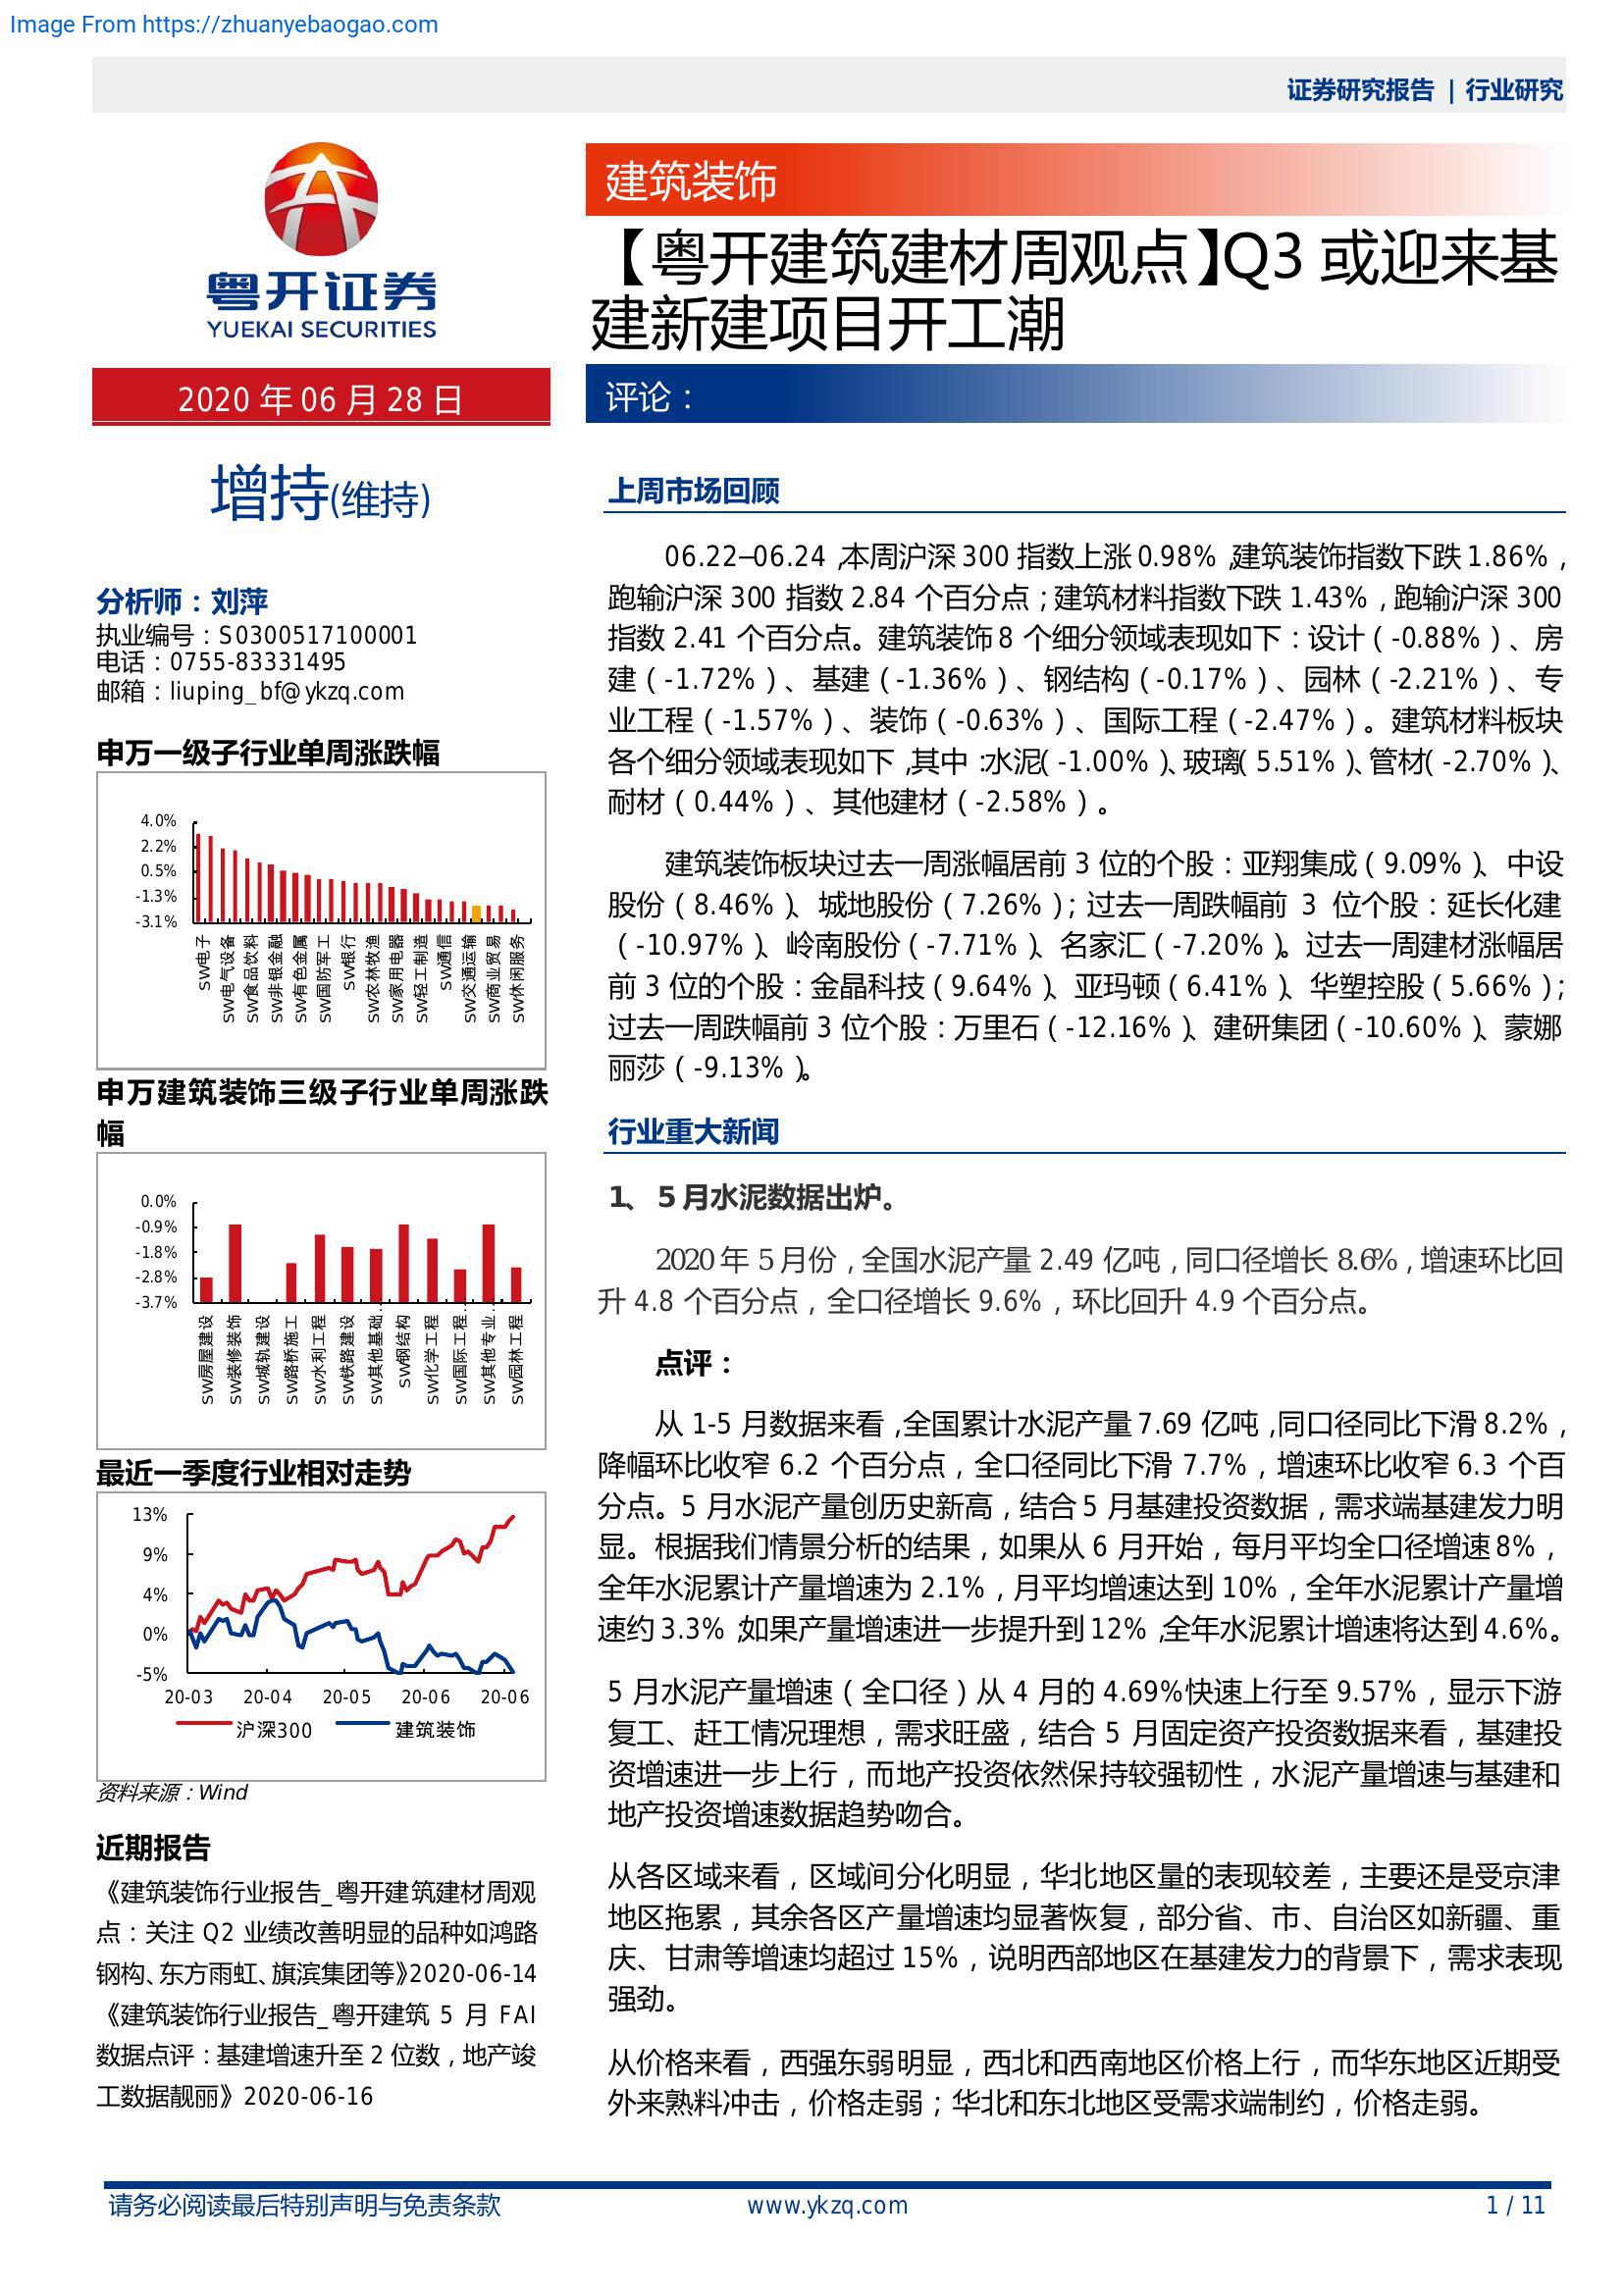 Image From https://zhuanyebaogao.com
证券研究报告 | 行业研究
粤开证券
YUEKAI SECURITIES
2020 年 06 月 28 日
增持(维持)
分析师：刘萍
执业编号：S0300517100001
电话：0755-83331495
邮箱：liuping_bf@ykzq.com
申万一级子行业单周涨跌幅
4.0%
2.2%
0.5%
-1.3%
-3.1%
SW电子
SW电气设备
SW食品饮料
SW非银金融
SW有色金属
SW国防军工
SW银行
SW农林牧渔
SW家用电器
SW轻工制造
SW通信
SW交通运输
SW商业贸易
SW休闲服务
申万建筑装饰三级子行业单周涨跌
幅
0.0%
-0.9%
-1.8%
-2.8%
-3.7%
SW房屋建设
SW装修装饰
SW城轨建设
SW路桥施工
SW水利工程
SW铁路建设
SW其他基础…
SW钢结构
SW化学工程
SW国际工程…
SW其他专业…
SW园林工程
最近一季度行业相对走势
13%
9%
4%
0%
-5%
20-03 20-04 20-05 20-06 20-06
沪深300 建筑装饰
资料来源：Wind
近期报告
《建筑装饰行业报告_粤开建筑建材周观
点：关注 Q2 业绩改善明显的品种如鸿路
钢构、东方雨虹、旗滨集团等》2020-06-14
《建筑装饰行业报告_粤开建筑 5 月 FAI
数据点评：基建增速升至 2 位数，地产竣
工数据靓丽》2020-06-16
建筑装饰
【粤开建筑建材周观点】Q3 或迎来基
建新建项目开工潮
评论：
上周市场回顾
06.22–06.24，本周沪深 300 指数上涨 0.98%，建筑装饰指数下跌 1.86%，
跑输沪深 300 指数 2.84 个百分点；建筑材料指数下跌 1.43%，跑输沪深 300
指数 2.41 个百分点。建筑装饰 8 个细分领域表现如下：设计（-0.88%）、房
建（-1.72%）、基建（-1.36%）、钢结构（-0.17%）、园林（-2.21%）、专
业工程（-1.57%）、装饰（-0.63%）、国际工程（-2.47%）。建筑材料板块
各个细分领域表现如下，其中：水泥（-1.00%）、玻璃（5.51%）、管材（-2.70%）、
耐材（0.44%）、其他建材（-2.58%）。
建筑装饰板块过去一周涨幅居前 3 位的个股：亚翔集成（9.09%）、中设
股份（8.46%）、城地股份（7.26%）；过去一周跌幅前 3 位个股：延长化建
（-10.97%）、岭南股份（-7.71%）、名家汇（-7.20%）。过去一周建材涨幅居
前 3 位的个股：金晶科技（9.64%）、亚玛顿（6.41%）、华塑控股（5.66%）；
过去一周跌幅前 3 位个股：万里石（-12.16%）、建研集团（-10.60%）、蒙娜
丽莎（-9.13%）。
行业重大新闻
1、 5 月水泥数据出炉。
2020 年 5 月份，全国水泥产量 2.49 亿吨，同口径增长 8.6%，增速环比回
升 4.8 个百分点，全口径增长 9.6%，环比回升 4.9 个百分点。
点评：
从 1-5 月数据来看，全国累计水泥产量 7.69 亿吨，同口径同比下滑 8.2%，
降幅环比收窄 6.2 个百分点，全口径同比下滑 7.7%，增速环比收窄 6.3 个百
分点。5 月水泥产量创历史新高，结合 5 月基建投资数据，需求端基建发力明
显。根据我们情景分析的结果，如果从 6 月开始，每月平均全口径增速 8%，
全年水泥累计产量增速为 2.1%，月平均增速达到 10%，全年水泥累计产量增
速约 3.3%，如果产量增速进一步提升到 12%，全年水泥累计增速将达到 4.6%。
5 月水泥产量增速（全口径）从 4 月的 4.69%快速上行至 9.57%，显示下游
复工、赶工情况理想，需求旺盛，结合 5 月固定资产投资数据来看，基建投
资增速进一步上行，而地产投资依然保持较强韧性，水泥产量增速与基建和
地产投资增速数据趋势吻合。
从各区域来看，区域间分化明显，华北地区量的表现较差，主要还是受京津
地区拖累，其余各区产量增速均显著恢复，部分省、市、自治区如新疆、重
庆、甘肃等增速均超过 15%，说明西部地区在基建发力的背景下，需求表现
强劲。
从价格来看，西强东弱明显，西北和西南地区价格上行，而华东地区近期受
外来熟料冲击，价格走弱；华北和东北地区受需求端制约，价格走弱。
请务必阅读最后特别声明与免责条款 www.ykzq.com 1 / 11